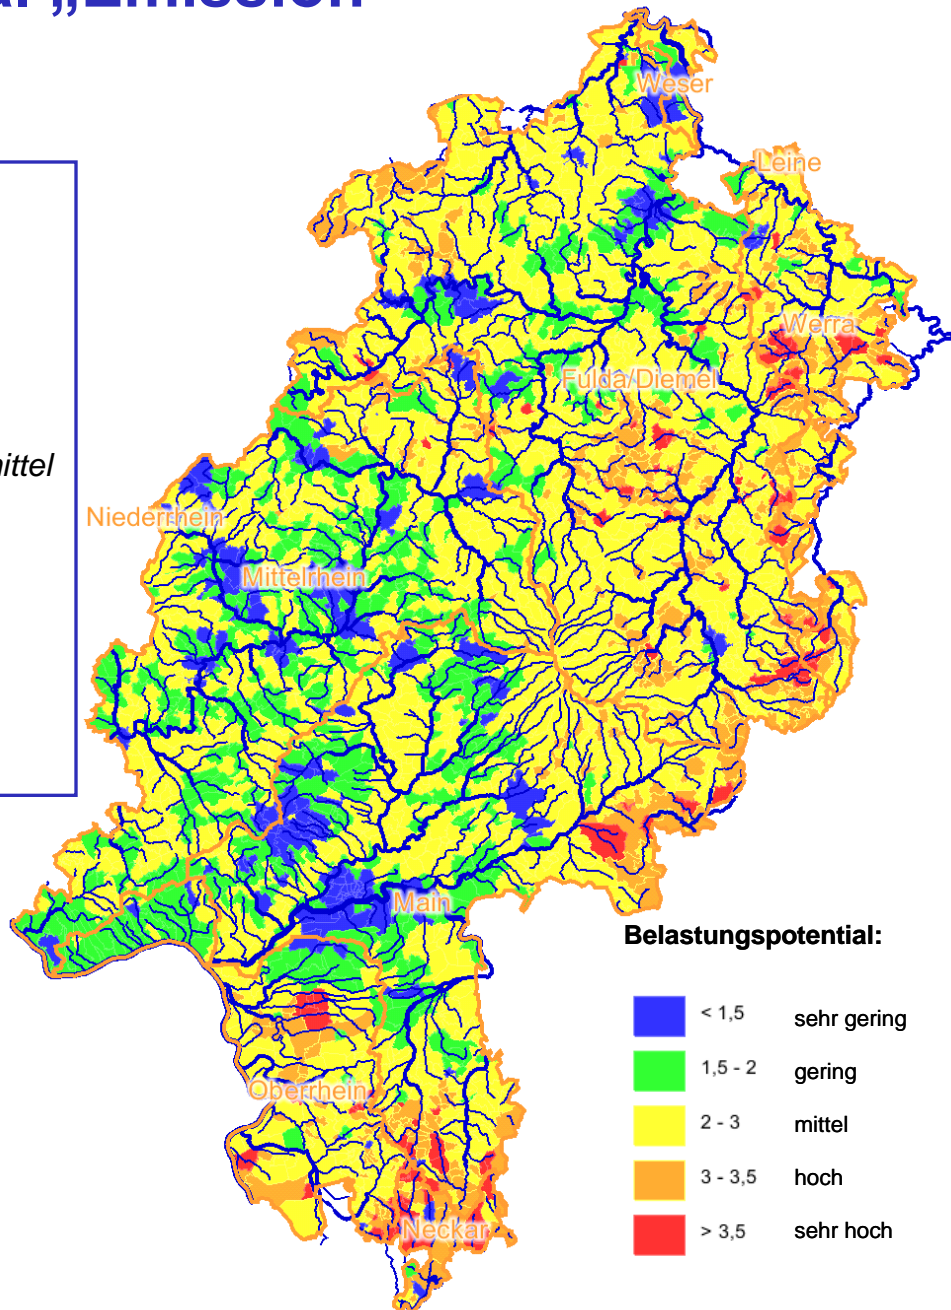 „Emission
Weser
Leine
Werra
Fulda/Diemel
mittel
Niederrhein
Mittelrhein
Main
Belastungspotential:
< 1,5 sehr gering
1,5 - 2 gering
2 - 3 mittel
Oberrhein
3 - 3,5 hoch
> 3,5 sehr hoch
Neckar